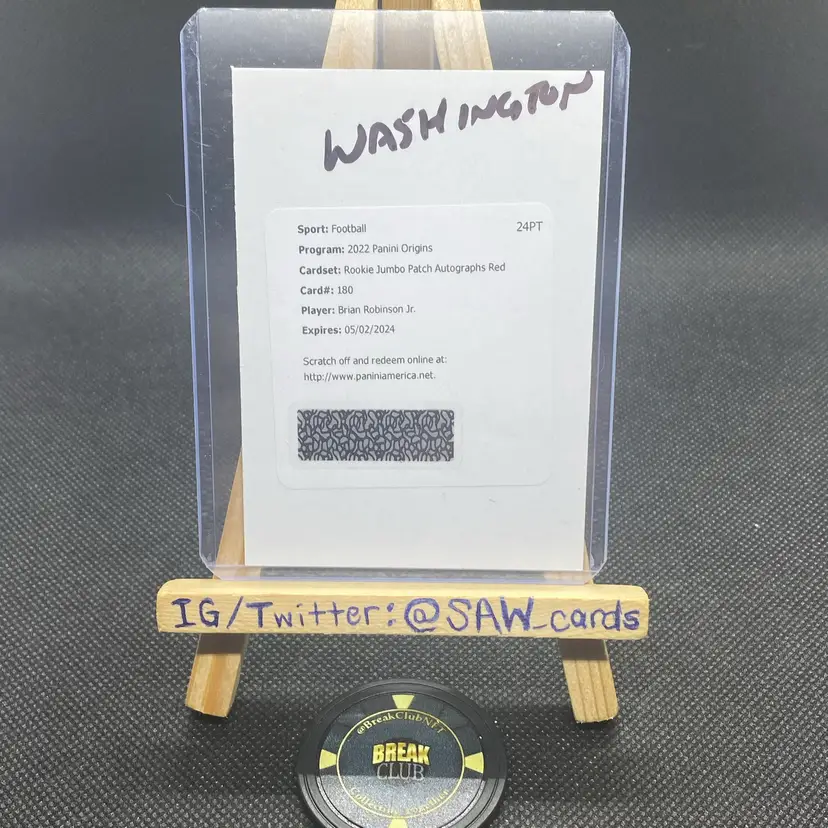 WASHINGTON
Sport: Football 24PT
Program: 2022 Panini Origins
Cardset: Rookie Jumbo Patch Autographs Red
Card#: 180
Player: Brian Robinson Jr.
Expires: 05/02/2024
Scratch off and redeem online at:
http://www.paniniamerica.net.
IG/Twitter:@SAW_cards
@BreakClubNFT
BREAK
CLUB
Collecting Together